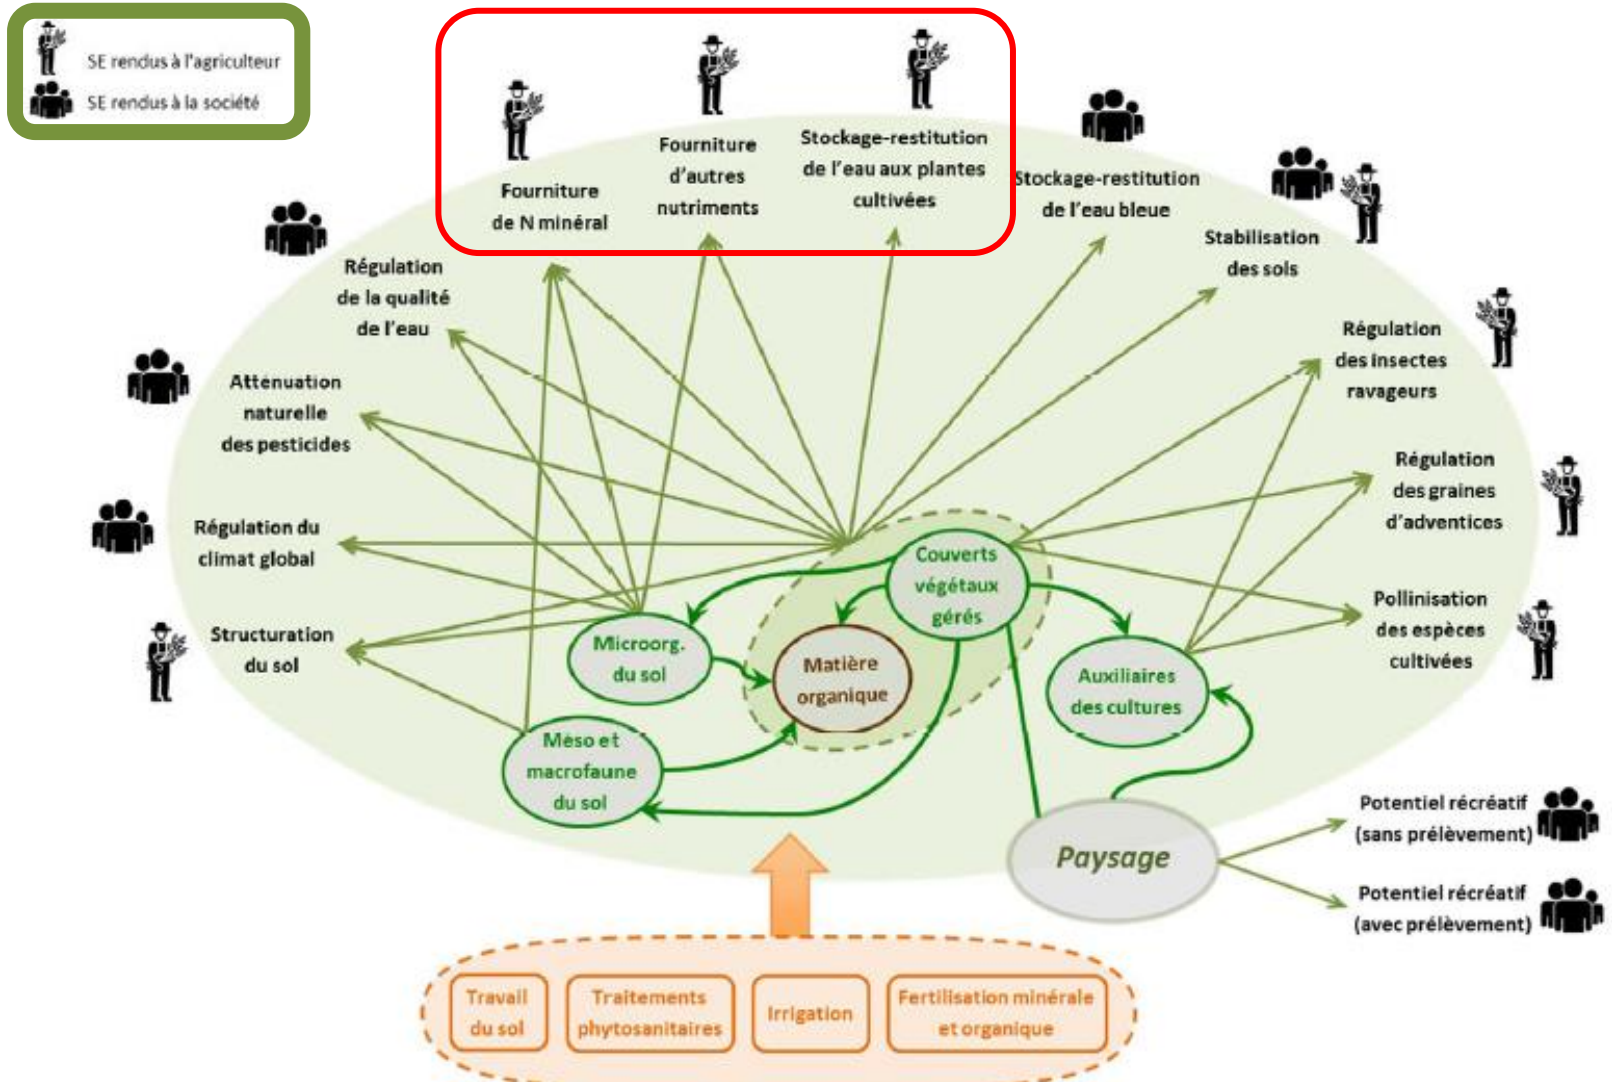 SE rendus à l'agriculteur
SE rendus à la société
Fourniture
de N minéral
Fourniture
d'autres
nutriments
Stockage-restitution
de l'eau aux plantes
cultivées
Stockage-restitution
de l'eau bleue
Stabilisation
des sols
Régulation
de la qualité
de l'eau
Régulation
des insectes
ravageurs
Atténuation
naturelle
des pesticides
Régulation
des graines
d'adventices
Régulation du
climat global
Pollinisation
des espèces
cultivées
Structuration
du sol
Couverts
végétaux
gérés
Microorg.
du sol
Matière
organique
Auxiliaires
des cultures
Méso et
macrofaune
du sol
Paysage
Potentiel récréatif
(sans prélèvement)
Potentiel récréatif
(avec prélèvement)
Travail
du sol
Traitements
phytosanitaires
Irrigation
Fertilisation minérale
et organique